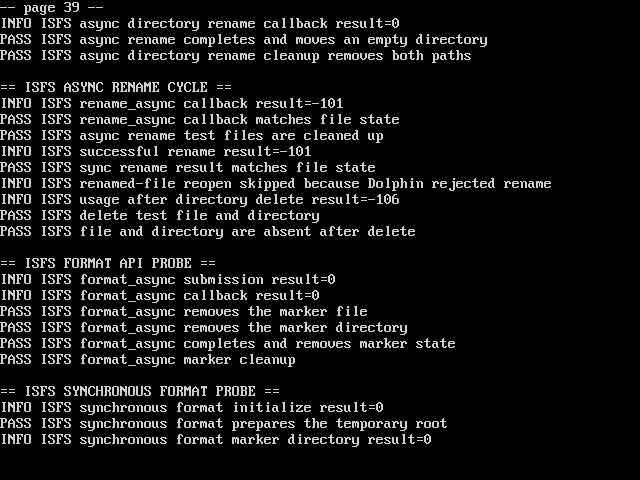 -- page 39 --
INFO ISFS async directory rename callback result=0
PASS ISFS async rename completes and moves an empty directory
PASS ISFS async directory rename cleanup removes both paths
== ISFS ASYNC RENAME CYCLE ==
INFO ISFS rename_async callback result=-101
PASS ISFS rename_async callback matches file state
PASS ISFS async rename test files are cleaned up
INFO ISFS successful rename result=-101
PASS ISFS sync rename result matches file state
INFO ISFS renamed-file reopen skipped because Dolphin rejected rename
INFO ISFS usage after directory delete result=-106
PASS ISFS delete test file and directory
PASS ISFS file and directory are absent after delete
== ISFS FORMAT API PROBE ==
INFO ISFS format_async submission result=0
INFO ISFS format_async callback result=0
PASS ISFS format_async removes the marker file
PASS ISFS format_async removes the marker directory
PASS ISFS format_async completes and removes marker state
PASS ISFS format_async marker cleanup
== ISFS SYNCHRONOUS FORMAT PROBE ==
INFO ISFS synchronous format initialize result=0
PASS ISFS synchronous format prepares the temporary root
INFO ISFS synchronous format marker directory result=0